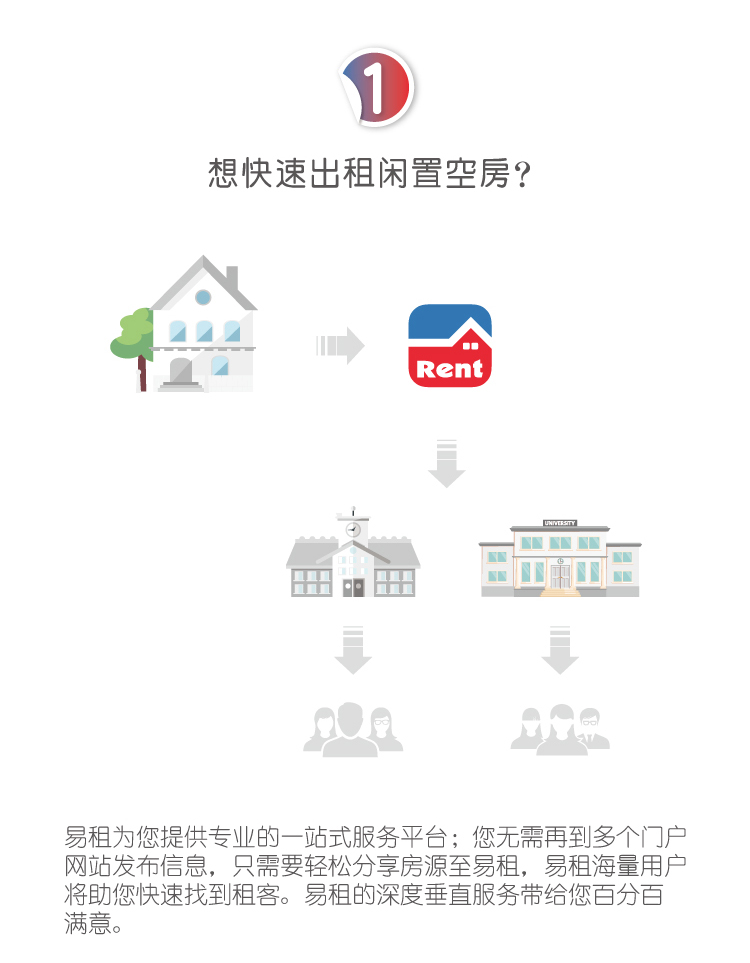 1
想快速出租闲置空房?
Rent
UNIVERSITY
易租为您提供专业的一站式服务平台；您无需再到多个门户
网站发布信息，只需要轻松分享房源至易租，易租海量用户
将助您快速找到租客。易租的深度垂直服务带给您百分百
满意。